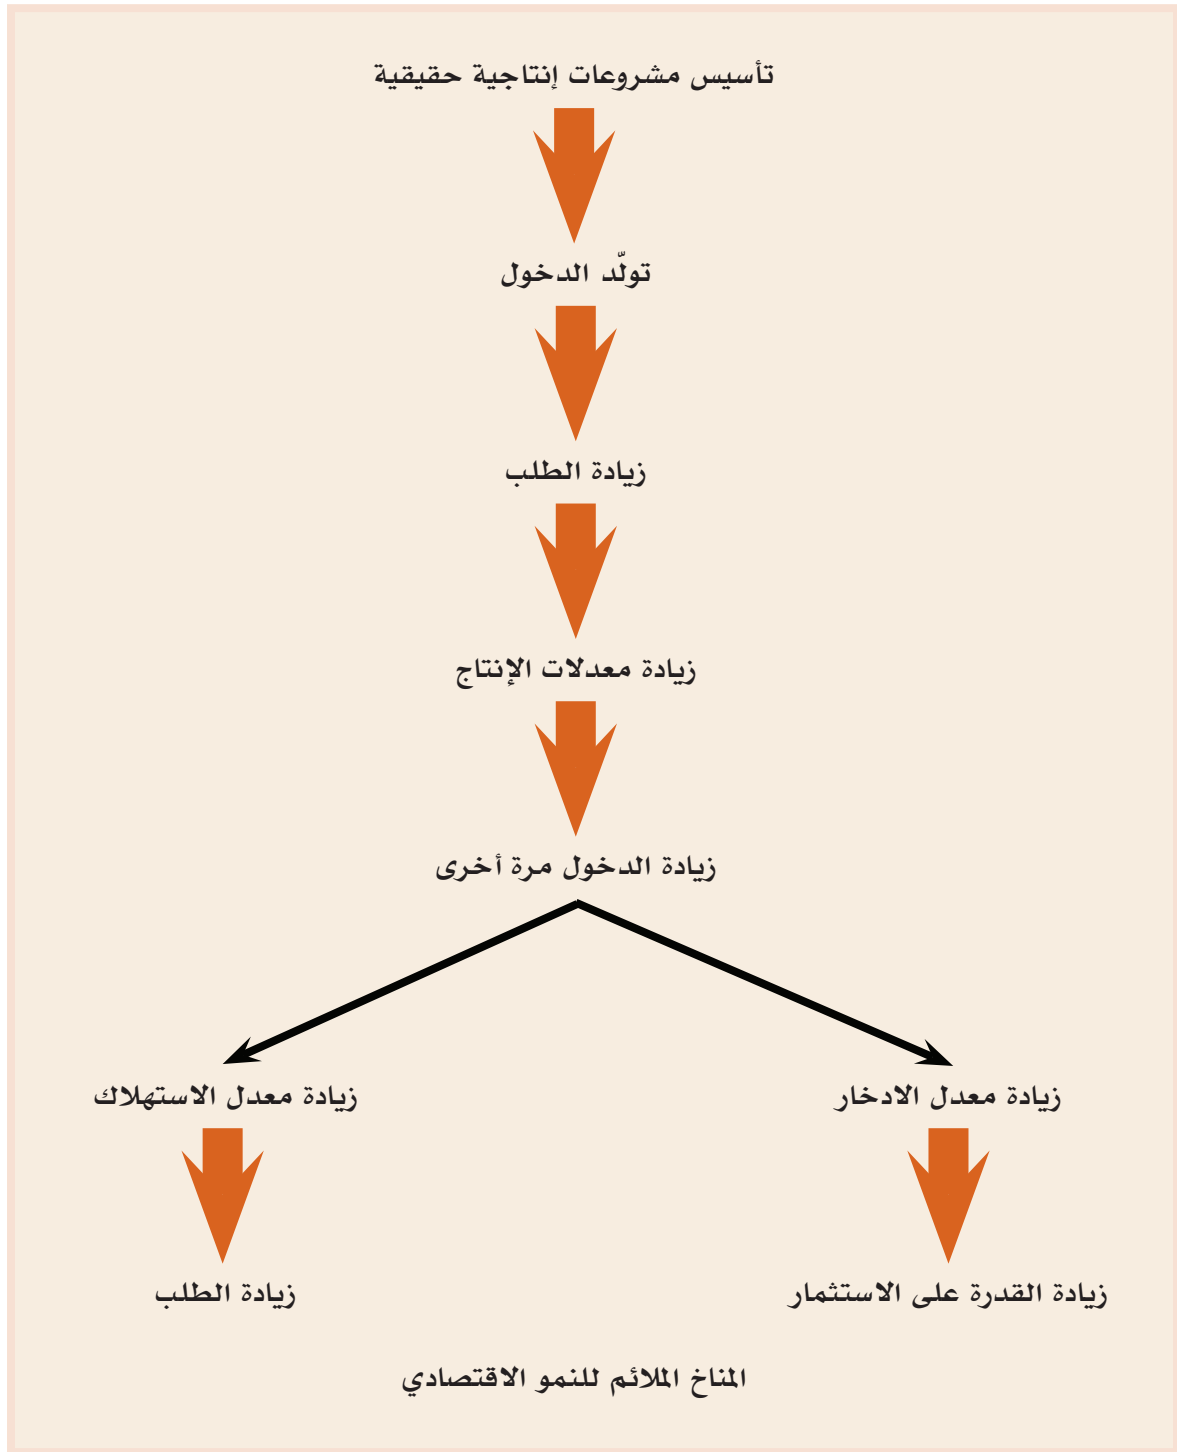 تأسيس مشروعات إنتاجية حقيقية
تولّد الدخول
زيادة الطلب
زيادة معدلات الإنتاج
زيادة الدخول مرة أخرى
زيادة معدل الادخار
زيادة معدل الاستهلاك
زيادة القدرة على الاستثمار
زيادة الطلب
المناخ الملائم للنمو الاقتصادي